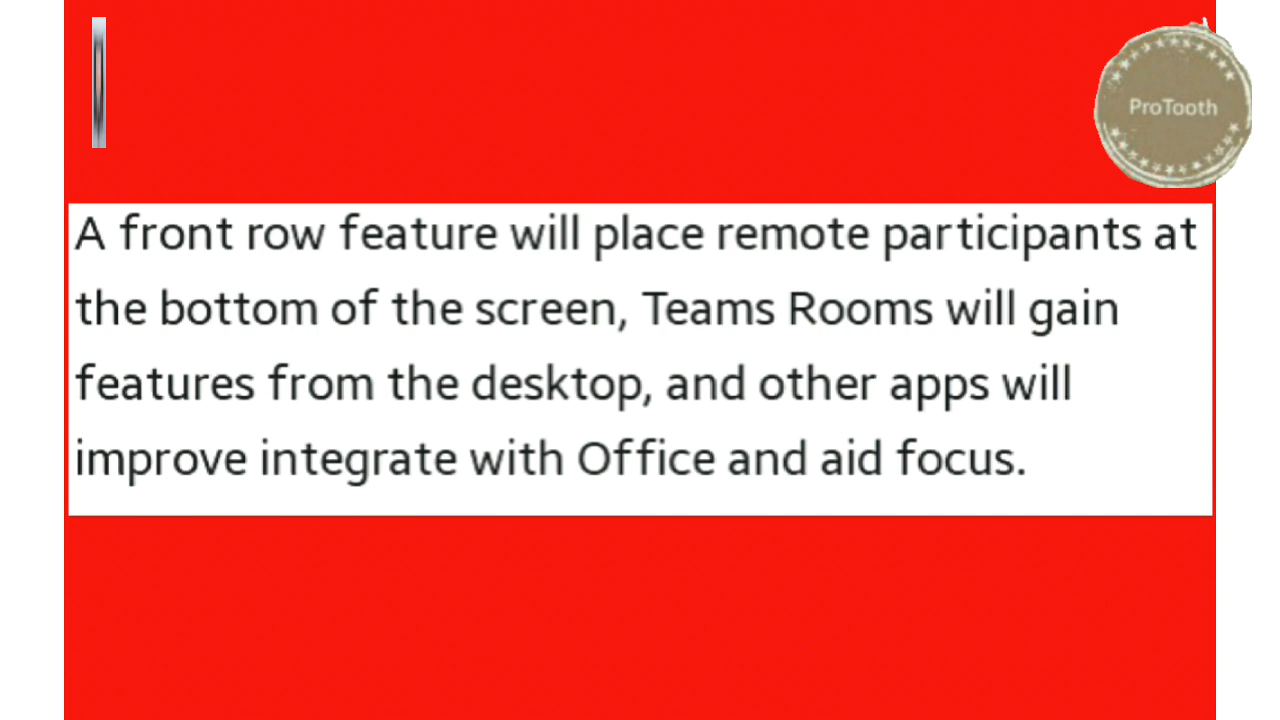 ProTooth
A front row feature will place remote participants at
the bottom of the screen, Teams Rooms will gain
features from the desktop, and other apps will
improve integrate with Office and aid focus.